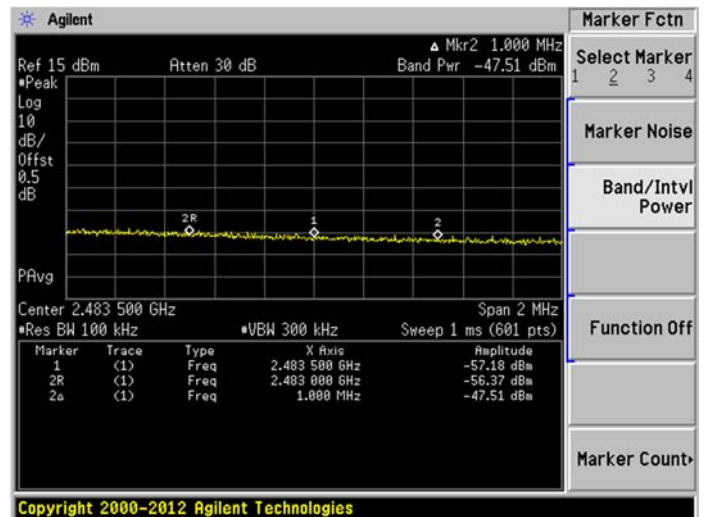 Agilent
Marker Fctn
Δ Mkr2 1.000 MHz
Ref 15 dBm Atten 30 dB Band Pwr -47.51 dBm
#Peak
Log
10
dB/
Offst
0.5
dB
2R 1 2
PAvg
Center 2.483 500 GHz Span 2 MHz
#Res BW 100 kHz #VBW 300 kHz Sweep 1 ms (601 pts)
Marker Trace Type X Axis Amplitude
1 (1) Freq 2.483 500 GHz -57.18 dBm
2R (1) Freq 2.483 000 GHz -56.37 dBm
2Δ (1) Freq 1.000 MHz -47.51 dBm
Copyright 2000-2012 Agilent Technologies
Select Marker
1 2 3 4
Marker Noise
Band/Intvl
Power
Function Off
Marker Count▸